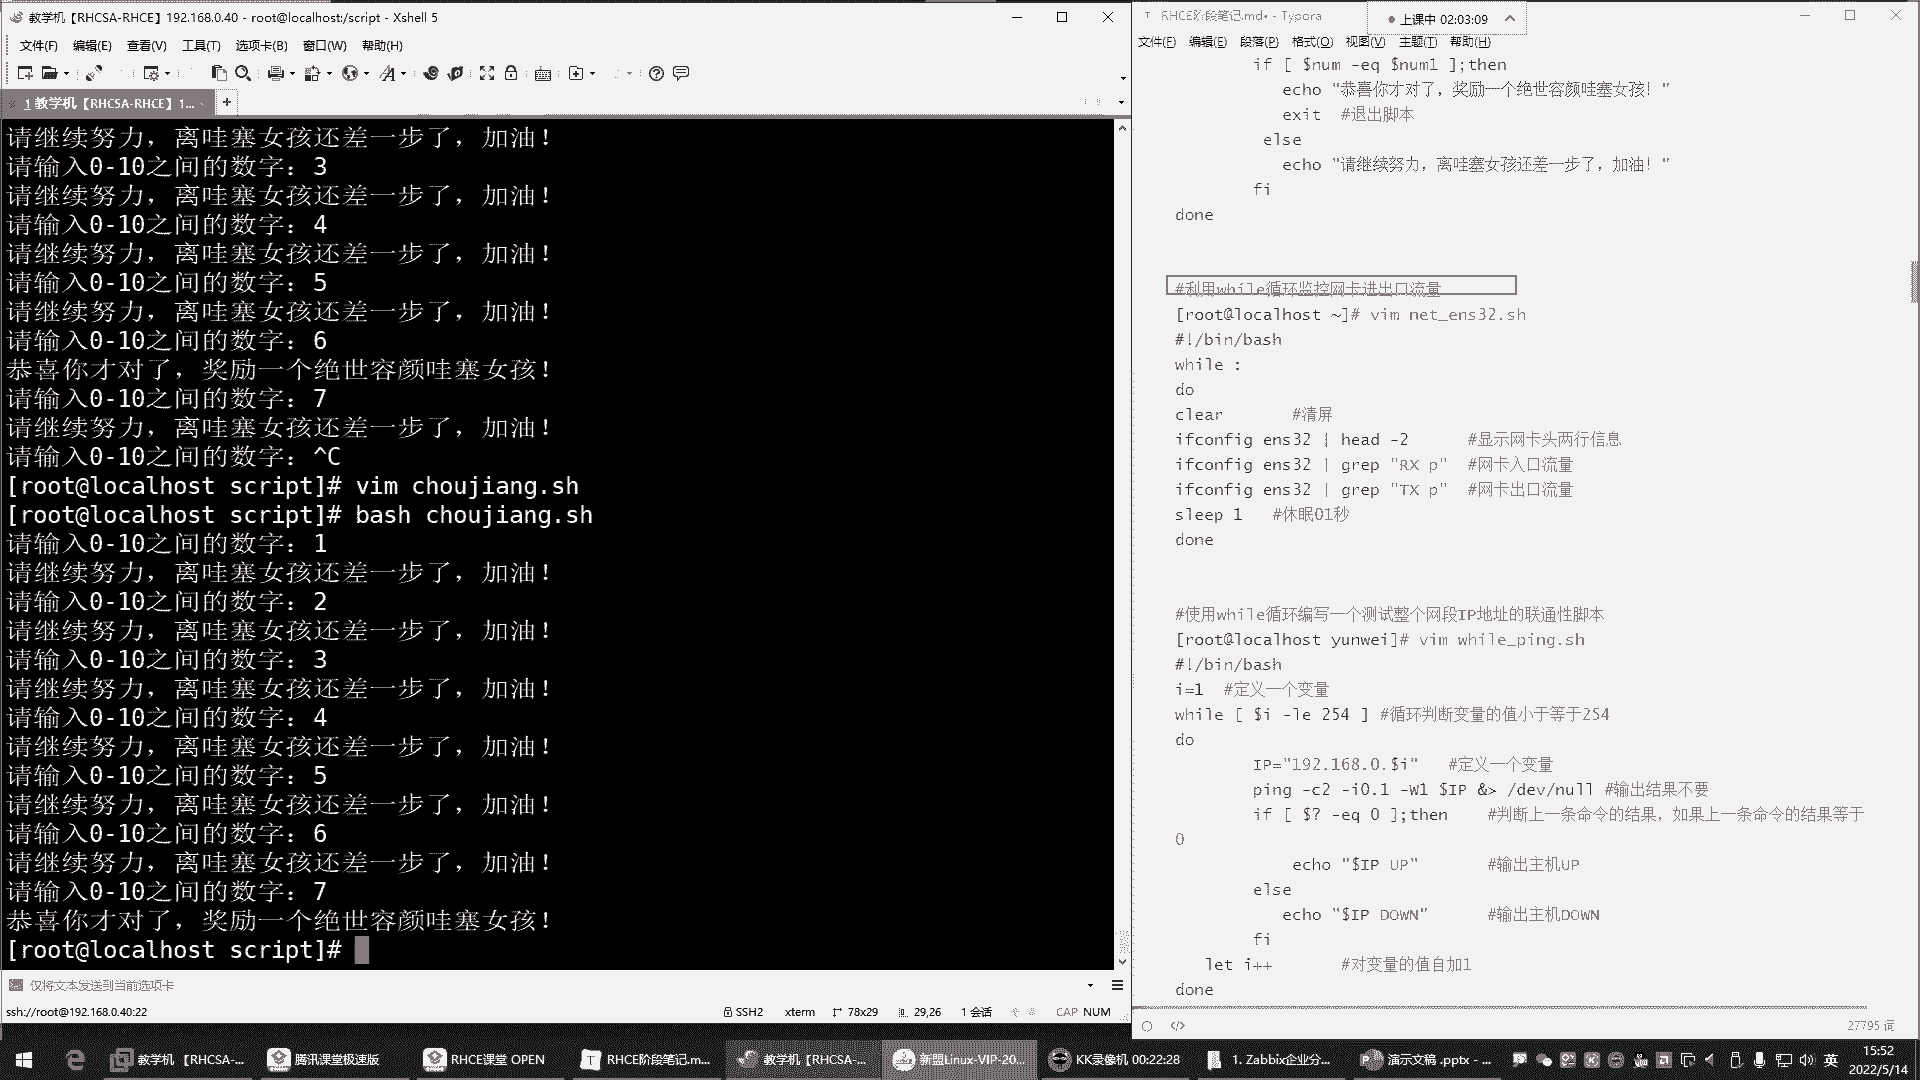 教学机【RHCSA-RHCE】192.168.0.40 - root@localhost:/script - Xshell 5
文件(F) 编辑(E) 查看(V) 工具(T) 选项卡(B) 窗口(W) 帮助(H)
1 教学机【RHCSA-RHCE】1...
请继续努力，离哇塞女孩还差一步了，加油！
请输入0-10之间的数字：3
请继续努力，离哇塞女孩还差一步了，加油！
请输入0-10之间的数字：4
请继续努力，离哇塞女孩还差一步了，加油！
请输入0-10之间的数字：5
请继续努力，离哇塞女孩还差一步了，加油！
请输入0-10之间的数字：6
恭喜你才对了，奖励一个绝世容颜哇塞女孩！
请输入0-10之间的数字：7
请继续努力，离哇塞女孩还差一步了，加油！
请输入0-10之间的数字：^C
[root@localhost script]# vim choujiang.sh
[root@localhost script]# bash choujiang.sh
请输入0-10之间的数字：1
请继续努力，离哇塞女孩还差一步了，加油！
请输入0-10之间的数字：2
请继续努力，离哇塞女孩还差一步了，加油！
请输入0-10之间的数字：3
请继续努力，离哇塞女孩还差一步了，加油！
请输入0-10之间的数字：4
请继续努力，离哇塞女孩还差一步了，加油！
请输入0-10之间的数字：5
请继续努力，离哇塞女孩还差一步了，加油！
请输入0-10之间的数字：6
请继续努力，离哇塞女孩还差一步了，加油！
请输入0-10之间的数字：7
恭喜你才对了，奖励一个绝世容颜哇塞女孩！
[root@localhost script]#
仅将文本发送到当前选项卡
ssh://root@192.168.0.40:22 SSH2 xterm 78x29 29,26 1 会话 CAP NUM
RHCE阶段笔记.md• - Typora
上课中 02:03:09
文件(F) 编辑(E) 段落(P) 格式(O) 视图(V) 主题(T) 帮助(H)
if [ $num -eq $num1 ];then
echo "恭喜你才对了，奖励一个绝世容颜哇塞女孩！"
exit #退出脚本
else
echo "请继续努力，离哇塞女孩还差一步了，加油！"
fi
done
#利用while循环监控网卡进出口流量
[root@localhost ~]# vim net_ens32.sh
#!/bin/bash
while :
do
clear #清屏
ifconfig ens32 | head -2 #显示网卡头两行信息
ifconfig ens32 | grep "RX p" #网卡入口流量
ifconfig ens32 | grep "TX p" #网卡出口流量
sleep 1 #休眠01秒
done
#使用while循环编写一个测试整个网段IP地址的联通性脚本
[root@localhost yunwei]# vim while_ping.sh
#!/bin/bash
i=1 #定义一个变量
while [ $i -le 254 ] #循环判断变量的值小于等于254
do
IP="192.168.0.$i" #定义一个变量
ping -c2 -i0.1 -W1 $IP &> /dev/null #输出结果不要
if [ $? -eq 0 ];then #判断上一条命令的结果，如果上一条命令的结果等于
0
echo "$IP UP" #输出主机UP
else
echo "$IP DOWN" #输出主机DOWN
fi
let i++ #对变量的值自加1
done
27795 词
教学机【RHCSA-... 腾讯课堂极速版 RHCE课堂 OPEN RHCE阶段笔记.m... 教学机【RHCSA-... 新盟Linux-VIP-20... KK录像机 00:22:28 1. Zabbix企业分... 演示文稿 .pptx - ... 英 15:52
2022/5/14